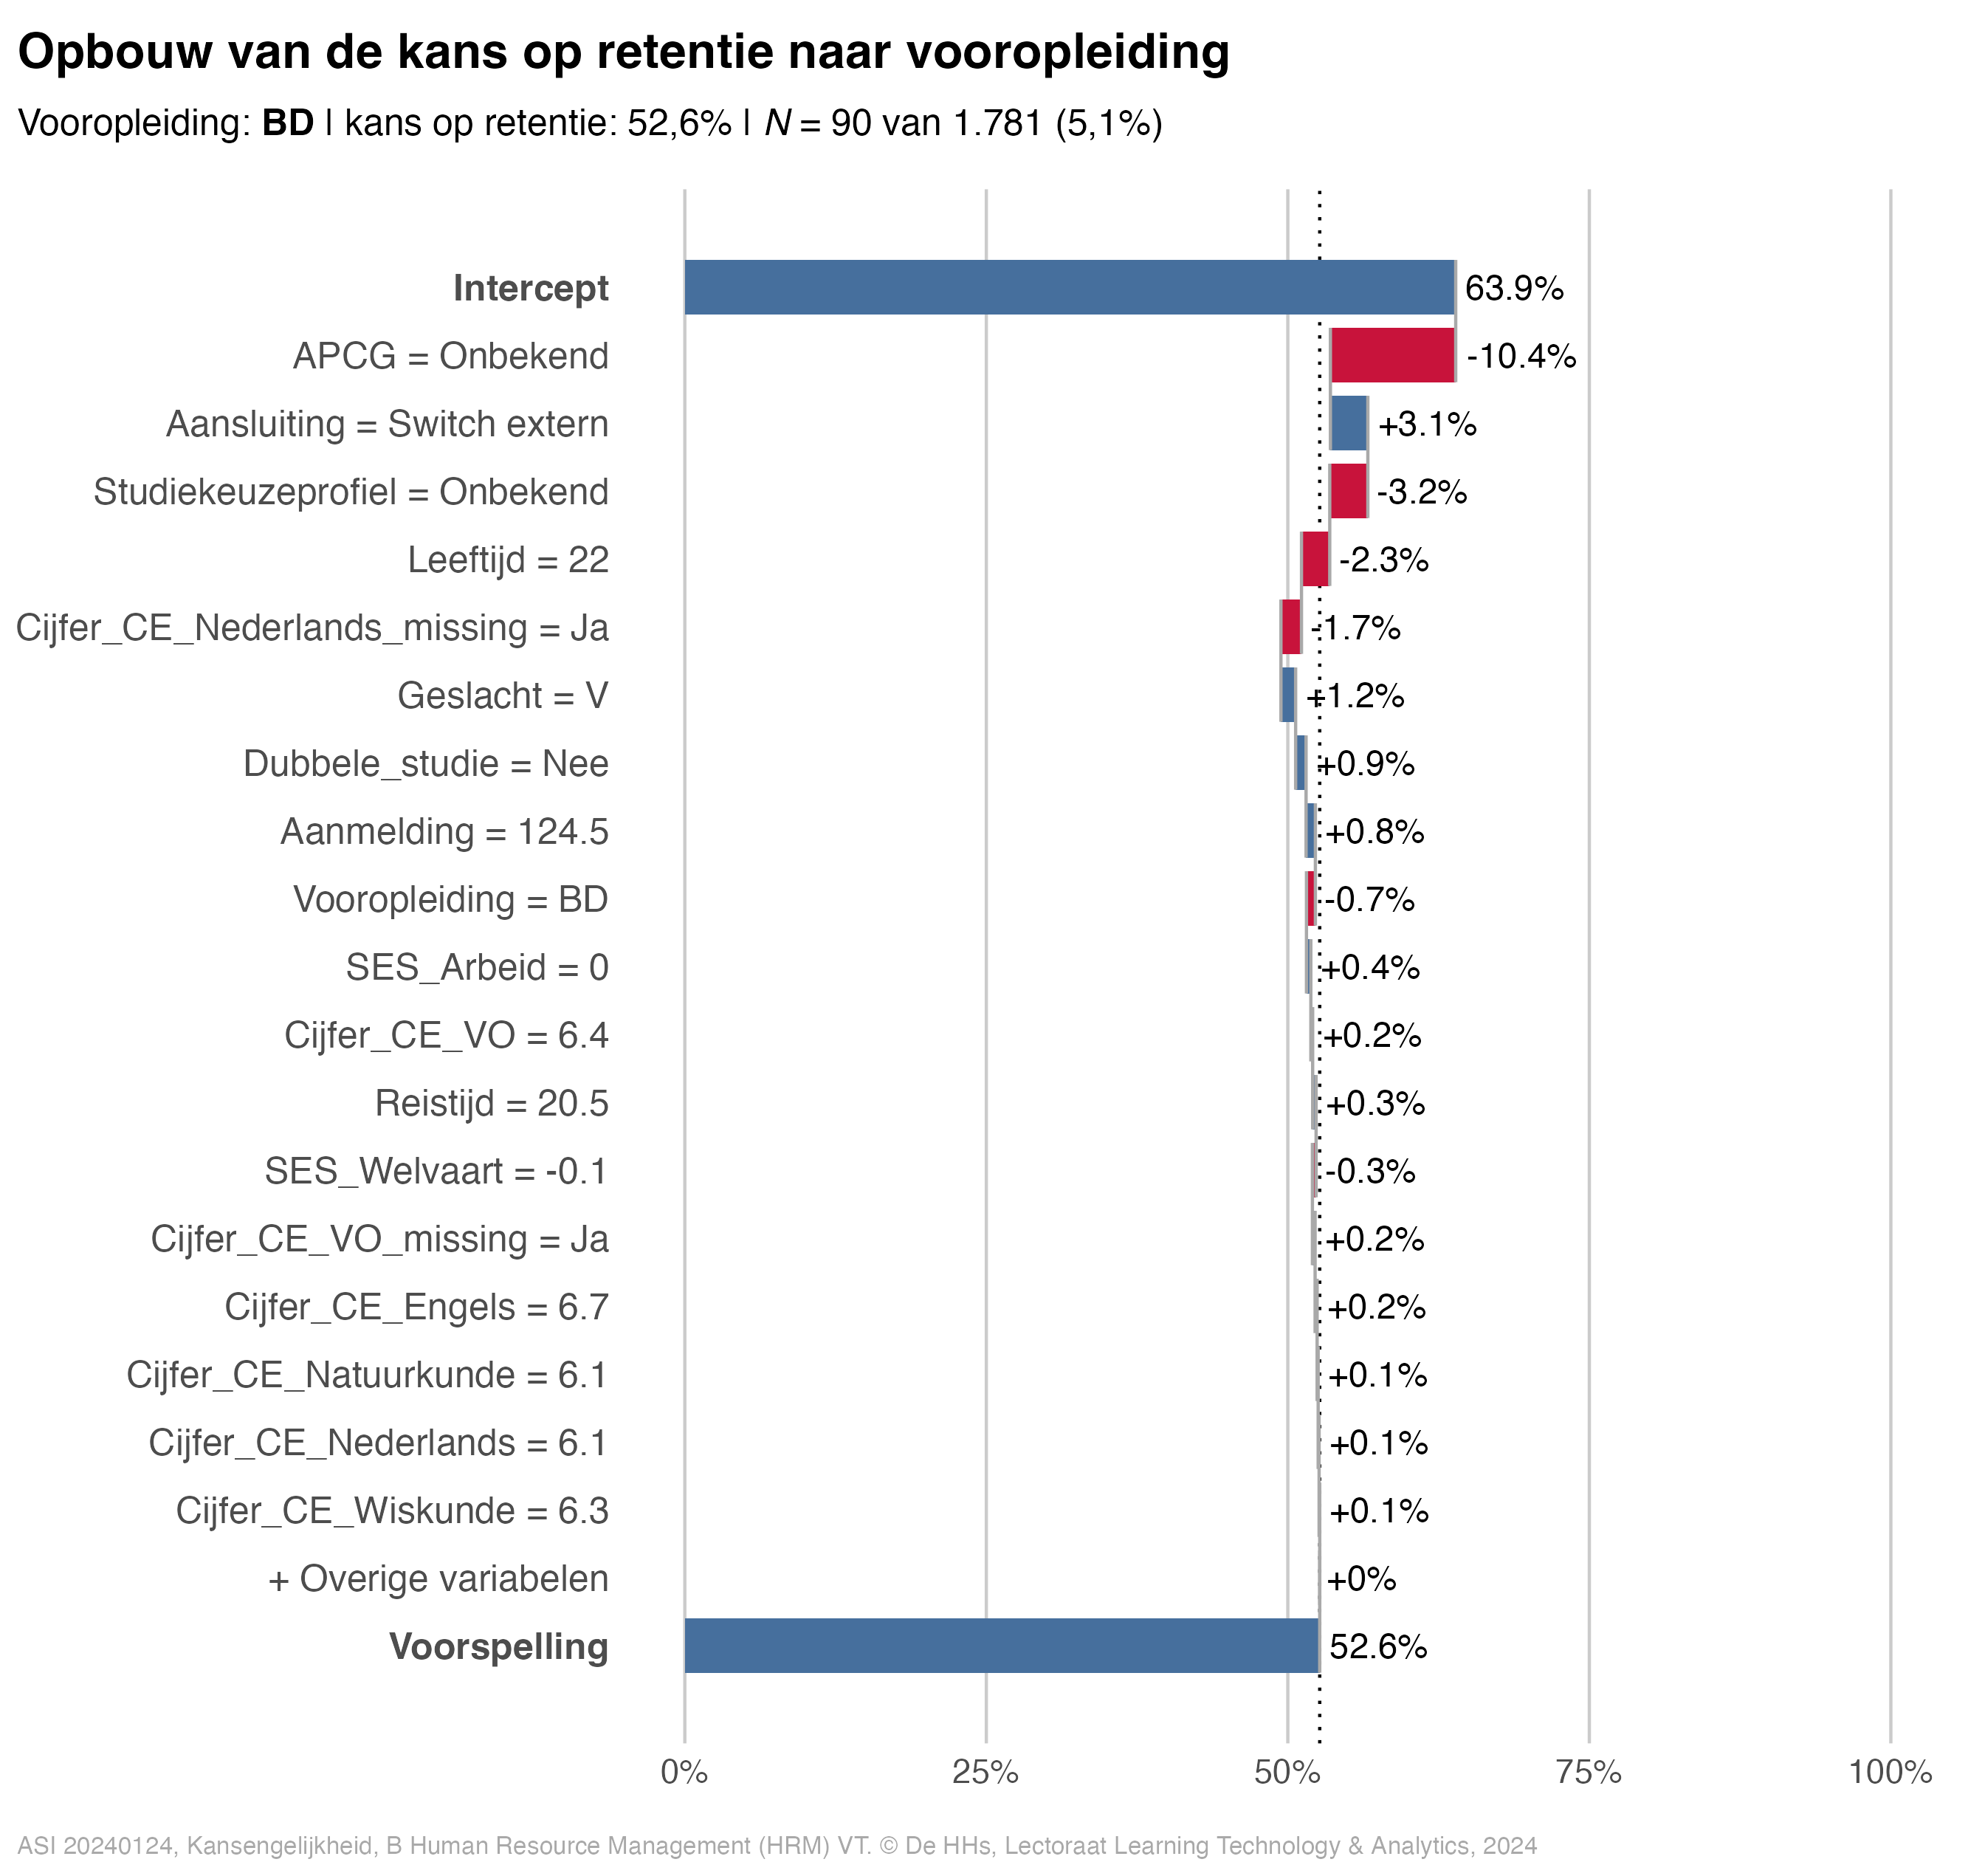 Opbouw van de kans op retentie naar vooropleiding
Vooropleiding: BD | kans op retentie: 52,6% | N = 90 van 1.781 (5,1%)
Intercept 63.9%
APCG = Onbekend -10.4%
Aansluiting = Switch extern +3.1%
Studiekeuzeprofiel = Onbekend -3.2%
Leeftijd = 22 -2.3%
Cijfer_CE_Nederlands_missing = Ja -1.7%
Geslacht = V +1.2%
Dubbele_studie = Nee +0.9%
Aanmelding = 124.5 +0.8%
Vooropleiding = BD -0.7%
SES_Arbeid = 0 +0.4%
Cijfer_CE_VO = 6.4 +0.2%
Reistijd = 20.5 +0.3%
SES_Welvaart = -0.1 -0.3%
Cijfer_CE_VO_missing = Ja +0.2%
Cijfer_CE_Engels = 6.7 +0.2%
Cijfer_CE_Natuurkunde = 6.1 +0.1%
Cijfer_CE_Nederlands = 6.1 +0.1%
Cijfer_CE_Wiskunde = 6.3 +0.1%
+ Overige variabelen +0%
Voorspelling 52.6%
0% 25% 50% 75% 100%
ASI 20240124, Kansengelijkheid, B Human Resource Management (HRM) VT. © De HHs, Lectoraat Learning Technology & Analytics, 2024